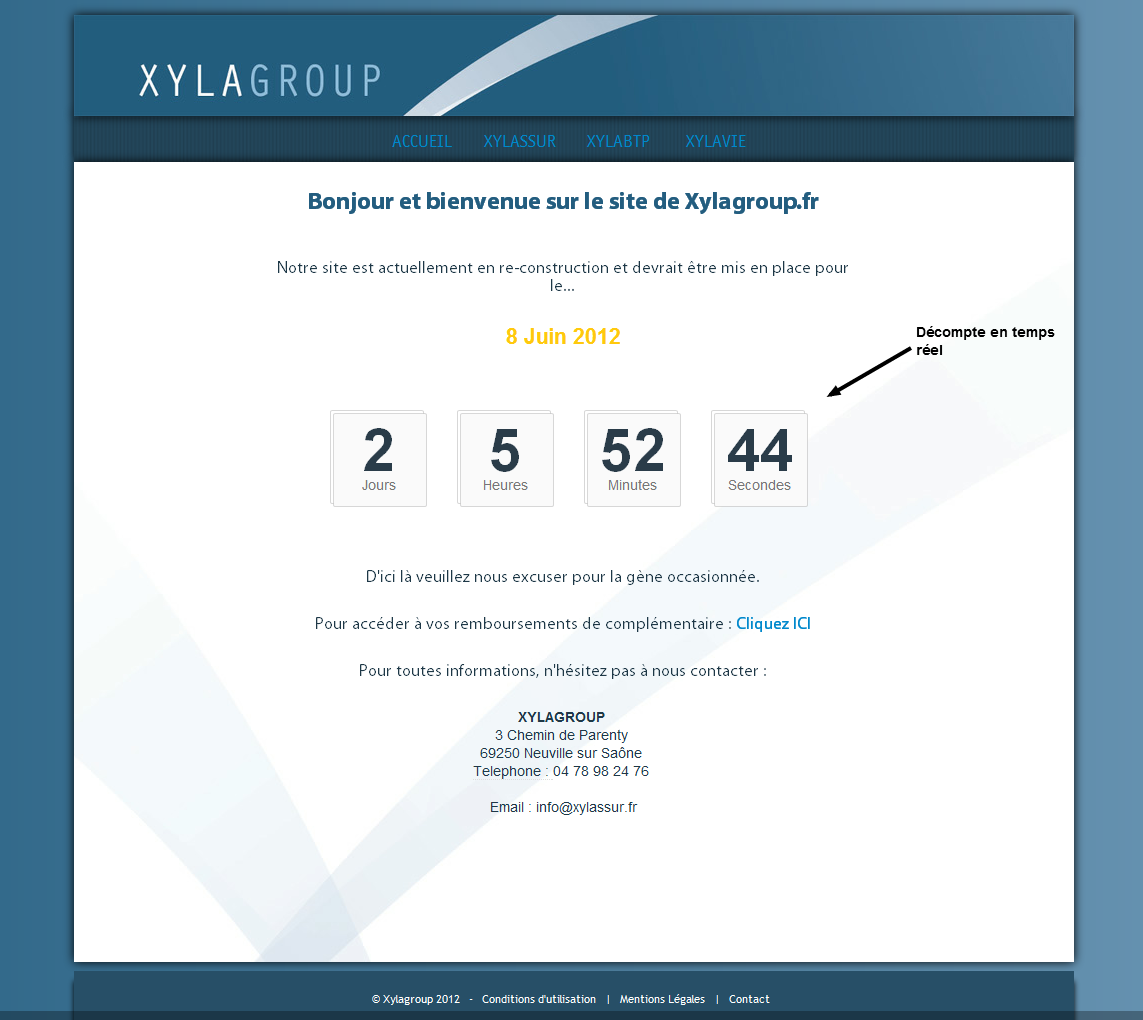 XYLAGROUP
ACCUEIL XYLASSUR XYLABTP XYLAVIE
Bonjour et bienvenue sur le site de Xylagroup.fr
Notre site est actuellement en re-construction et devrait être mis en place pour
le...
8 Juin 2012
Décompte en temps
réel
2 5 52 44
Jours Heures Minutes Secondes
D'ici là veuillez nous excuser pour la gène occasionnée.
Pour accéder à vos remboursements de complémentaire : Cliquez ICI
Pour toutes informations, n'hésitez pas à nous contacter :
XYLAGROUP
3 Chemin de Parenty
69250 Neuville sur Saône
Telephone : 04 78 98 24 76
Email : info@xylassur.fr
© Xylagroup 2012 - Conditions d'utilisation | Mentions Légales | Contact